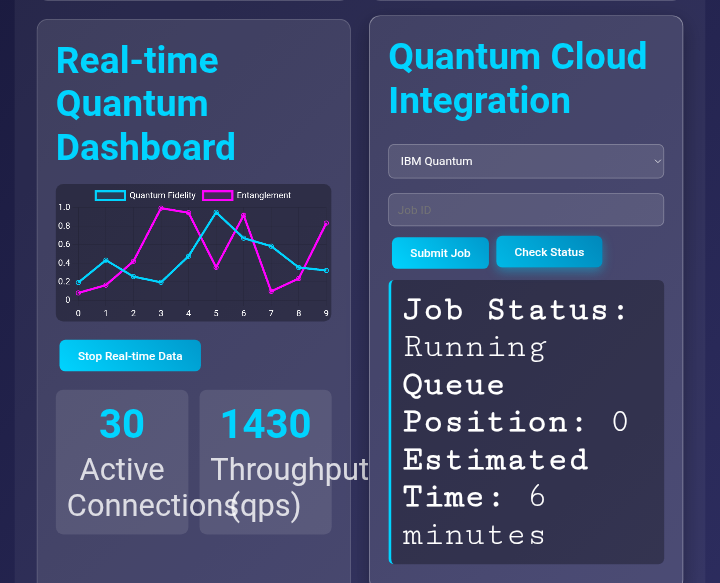 Real-time
Quantum
Dashboard
Quantum Fidelity
Entanglement
1.0
0.8
0.6
0.4
0.2
0
0 1 2 3 4 5 6 7 8 9
Stop Real-time Data
30
Active
Connections
1430
Throughput
(qps)
Quantum Cloud
Integration
IBM Quantum
Job ID
Submit Job
Check Status
Job Status:
Running
Queue
Position: 0
Estimated
Time: 6
minutes